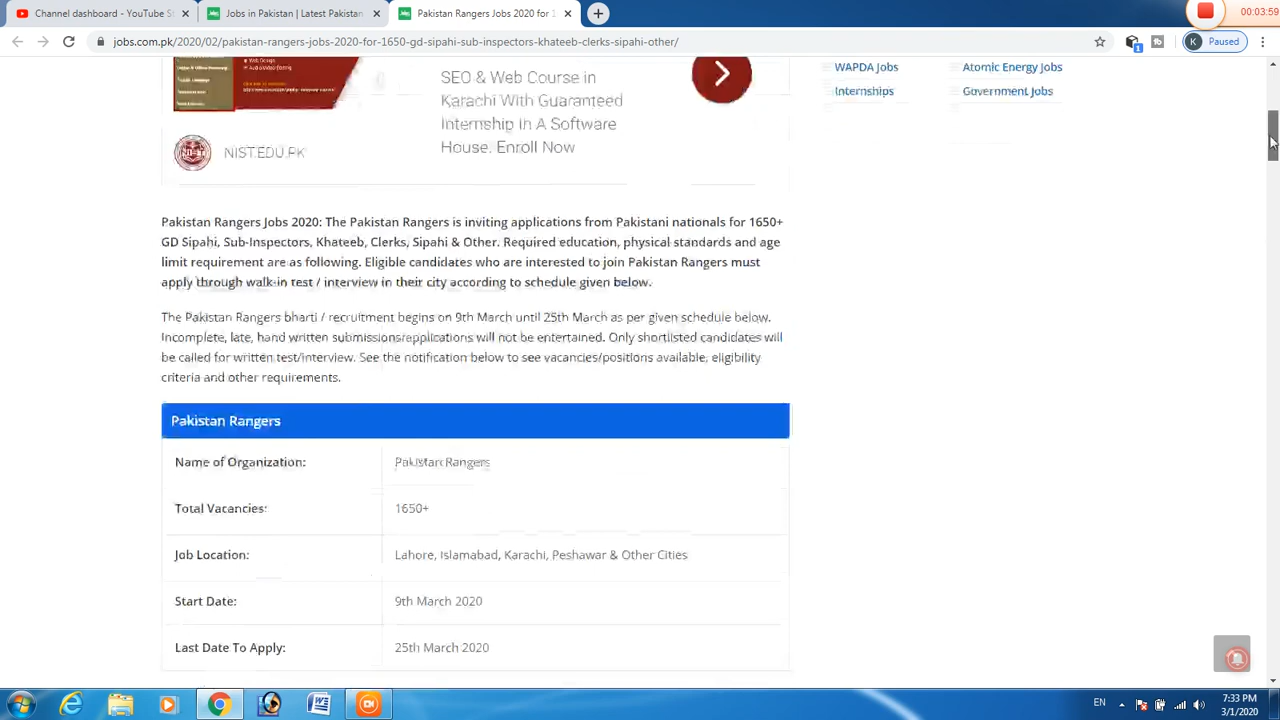 Channel dashboard - YouTube S
Jobs in Pakistan | Latest Pakistan
Pakistan Rangers Jobs 2020 for 1
00:03:59
jobs.com.pk/2020/02/pakistan-rangers-jobs-2020-for-1650-gd-sipahi-sub-inspectors-khateeb-clerks-sipahi-other/
1
K Paused
SEO & Web Course in
Karachi With Guaranteed
Internship In A Software
House. Enroll Now
NIST.EDU.PK
WAPDA Jobs
Atomic Energy Jobs
Internships
Government Jobs
Pakistan Rangers Jobs 2020: The Pakistan Rangers is inviting applications from Pakistani nationals for 1650+
GD Sipahi, Sub-Inspectors, Khateeb, Clerks, Sipahi & Other. Required education, physical standards and age
limit requirement are as following. Eligible candidates who are interested to join Pakistan Rangers must
apply through walk-in test / interview in their city according to schedule given below.
The Pakistan Rangers bharti / recruitment begins on 9th March until 25th March as per given schedule below.
Incomplete, late, hand written submissions/applications will not be entertained. Only shortlisted candidates will
be called for written test/interview. See the notification below to see vacancies/positions available, eligibility
criteria and other requirements.
Pakistan Rangers
Name of Organization: Pakistan Rangers
Total Vacancies: 1650+
Job Location: Lahore, Islamabad, Karachi, Peshawar & Other Cities
Start Date: 9th March 2020
Last Date To Apply: 25th March 2020
EN
7:33 PM
3/1/2020